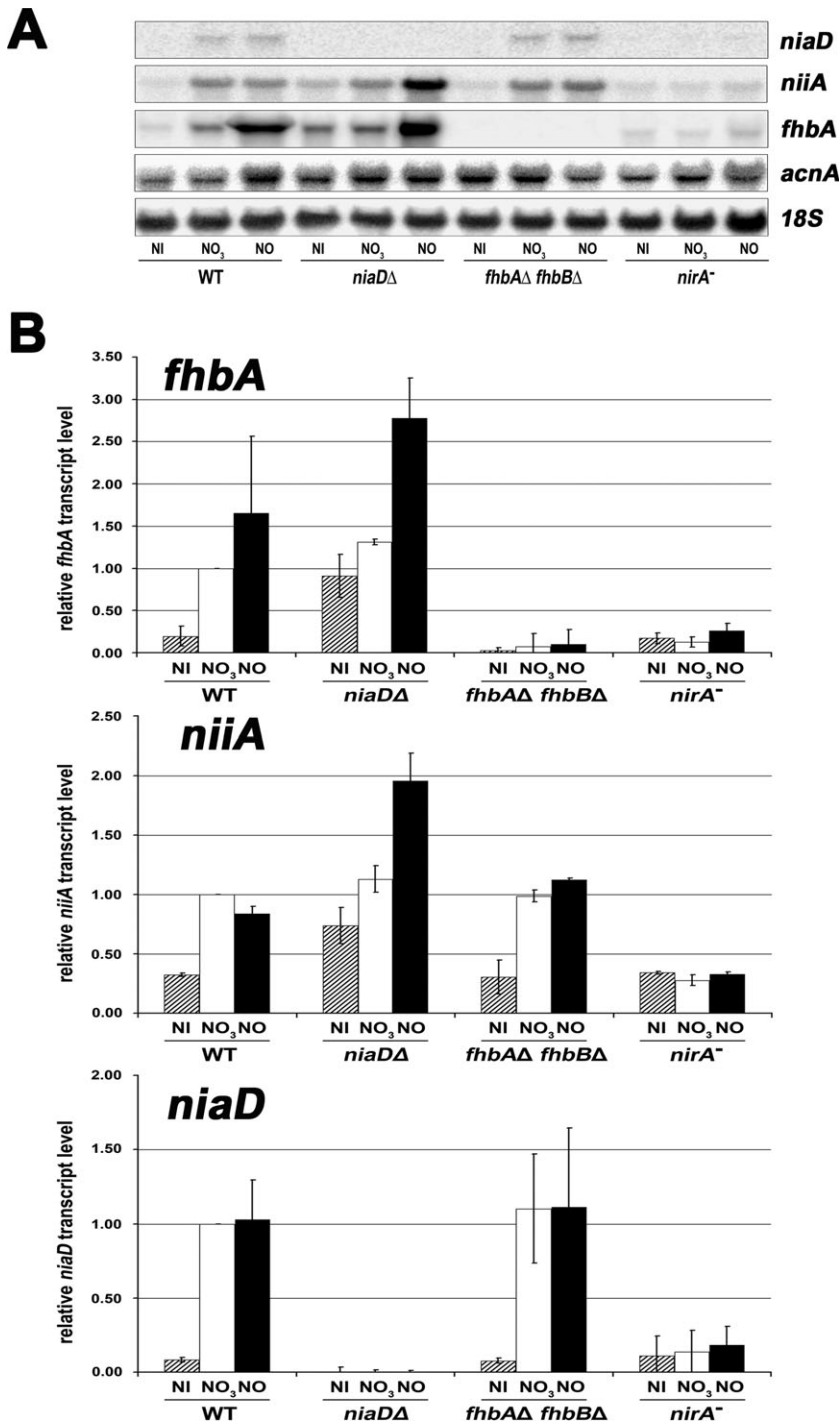 A
niaD
niiA
fhbA
acnA
18S
NI NO₃ NO NI NO₃ NO NI NO₃ NO NI NO₃ NO
WT niaDΔ fhbAΔ fhbBΔ nirA⁻
B
fhbA
relative fhbA transcript level
3.50
3.00
2.50
2.00
1.50
1.00
0.50
0.00
NI NO₃ NO NI NO₃ NO NI NO₃ NO NI NO₃ NO
WT niaDΔ fhbAΔ fhbBΔ nirA⁻
niiA
relative niiA transcript level
2.50
2.00
1.50
1.00
0.50
0.00
NI NO₃ NO NI NO₃ NO NI NO₃ NO NI NO₃ NO
WT niaDΔ fhbAΔ fhbBΔ nirA⁻
niaD
relative niaD transcript level
2.00
1.50
1.00
0.50
0.00
NI NO₃ NO NI NO₃ NO NI NO₃ NO NI NO₃ NO
WT niaDΔ fhbAΔ fhbBΔ nirA⁻